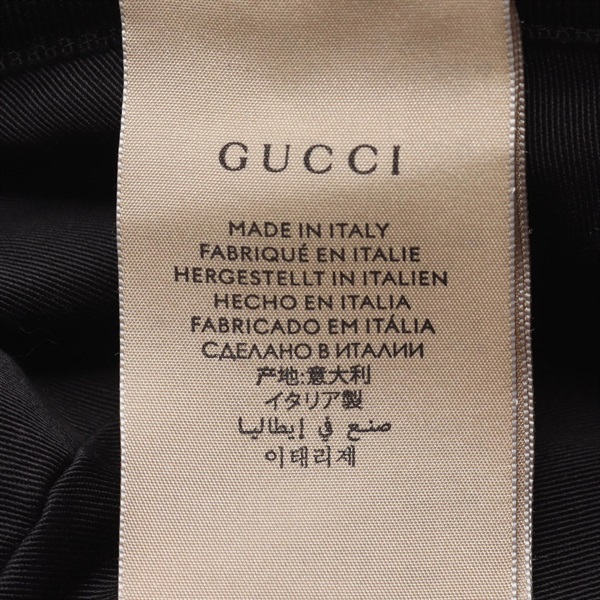 GUCCI
MADE IN ITALY
FABRIQUÉ EN ITALIE
HERGESTELLT IN ITALIEN
HECHO EN ITALIA
FABRICADO EM ITÁLIA
СДЕЛАНО В ИТАЛИИ
产地:意大利
イタリア製
صنع في إيطاليا
이태리제